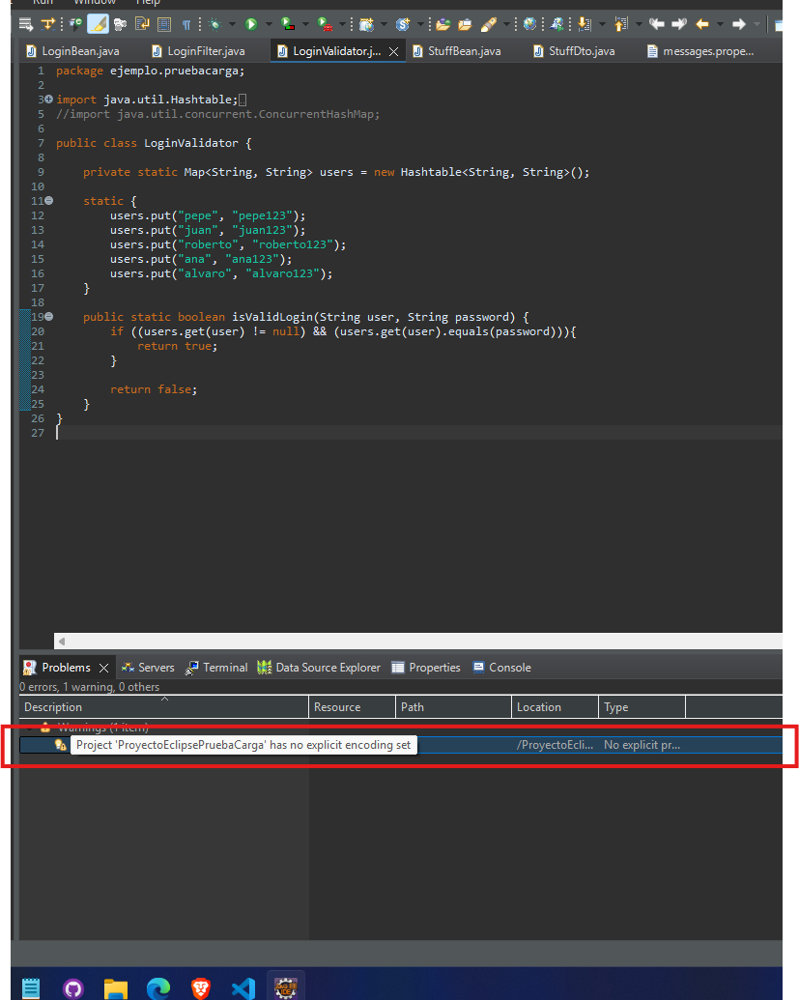 Run Window Help
LoginBean.java LoginFilter.java LoginValidator.j... StuffBean.java StuffDto.java messages.prope...
1 package ejemplo.pruebacarga;
2
3 import java.util.Hashtable;
5 //import java.util.concurrent.ConcurrentHashMap;
6
7 public class LoginValidator {
8
9 private static Map<String, String> users = new Hashtable<String, String>();
10
11 static {
12 users.put("pepe", "pepe123");
13 users.put("juan", "juan123");
14 users.put("roberto", "roberto123");
15 users.put("ana", "ana123");
16 users.put("alvaro", "alvaro123");
17 }
18
19 public static boolean isValidLogin(String user, String password) {
20 if ((users.get(user) != null) && (users.get(user).equals(password))){
21 return true;
22 }
23
24 return false;
25 }
26 }
27
Problems Servers Terminal Data Source Explorer Properties Console
0 errors, 1 warning, 0 others
Description Resource Path Location Type
Warnings (1 item)
Project 'ProyectoEclipsePruebaCarga' has no explicit encoding set /ProyectoEcli... No explicit pr...